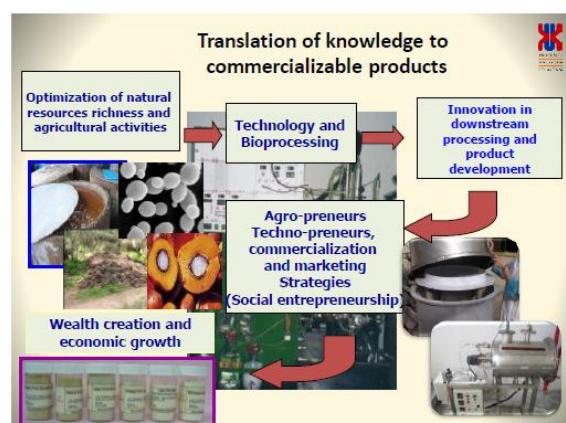 Translation of knowledge to
commercializable products
Optimization of natural
resources richness and
agricultural activities
Technology and
Bioprocessing
Innovation in
downstream
processing and
product
development
Agro-preneurs
Techno-preneurs,
commercialization
and marketing
Strategies
(Social entrepreneurship)
Wealth creation and
economic growth